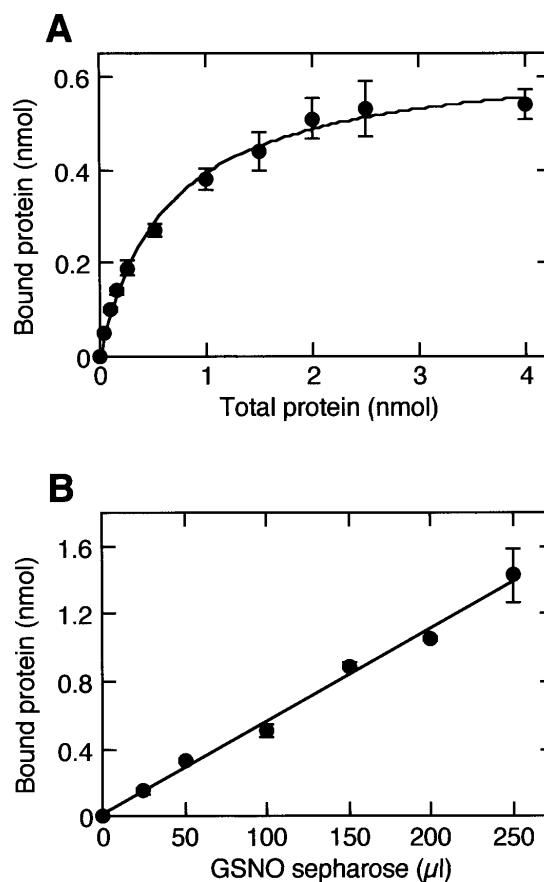 A
Bound protein (nmol)
0.6
0.4
0.2
0
0 1 2 3 4
Total protein (nmol)
B
Bound protein (nmol)
1.6
1.2
0.8
0.4
0
0 50 100 150 200 250
GSNO sepharose (µl)